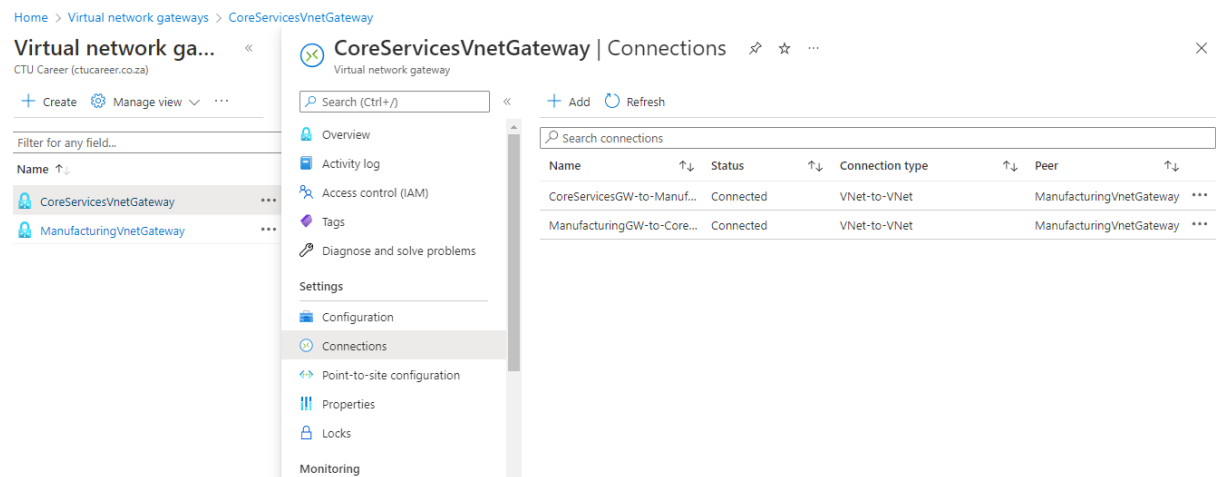 Home > Virtual network gateways > CoreServicesVnetGateway
Virtual network ga... «
CTU Career (ctucareer.co.za)
+ Create Manage view ...
Filter for any field...
Name ↑↓
CoreServicesVnetGateway ...
ManufacturingVnetGateway ...
CoreServicesVnetGateway | Connections ...
Virtual network gateway
Search (Ctrl+/) «
Overview
Activity log
Access control (IAM)
Tags
Diagnose and solve problems
Settings
Configuration
Connections
Point-to-site configuration
Properties
Locks
Monitoring
+ Add Refresh
Search connections
Name ↑↓ Status ↑↓ Connection type ↑↓ Peer ↑↓
CoreServicesGW-to-Manuf... Connected VNet-to-VNet ManufacturingVnetGateway ...
ManufacturingGW-to-Core... Connected VNet-to-VNet ManufacturingVnetGateway ...